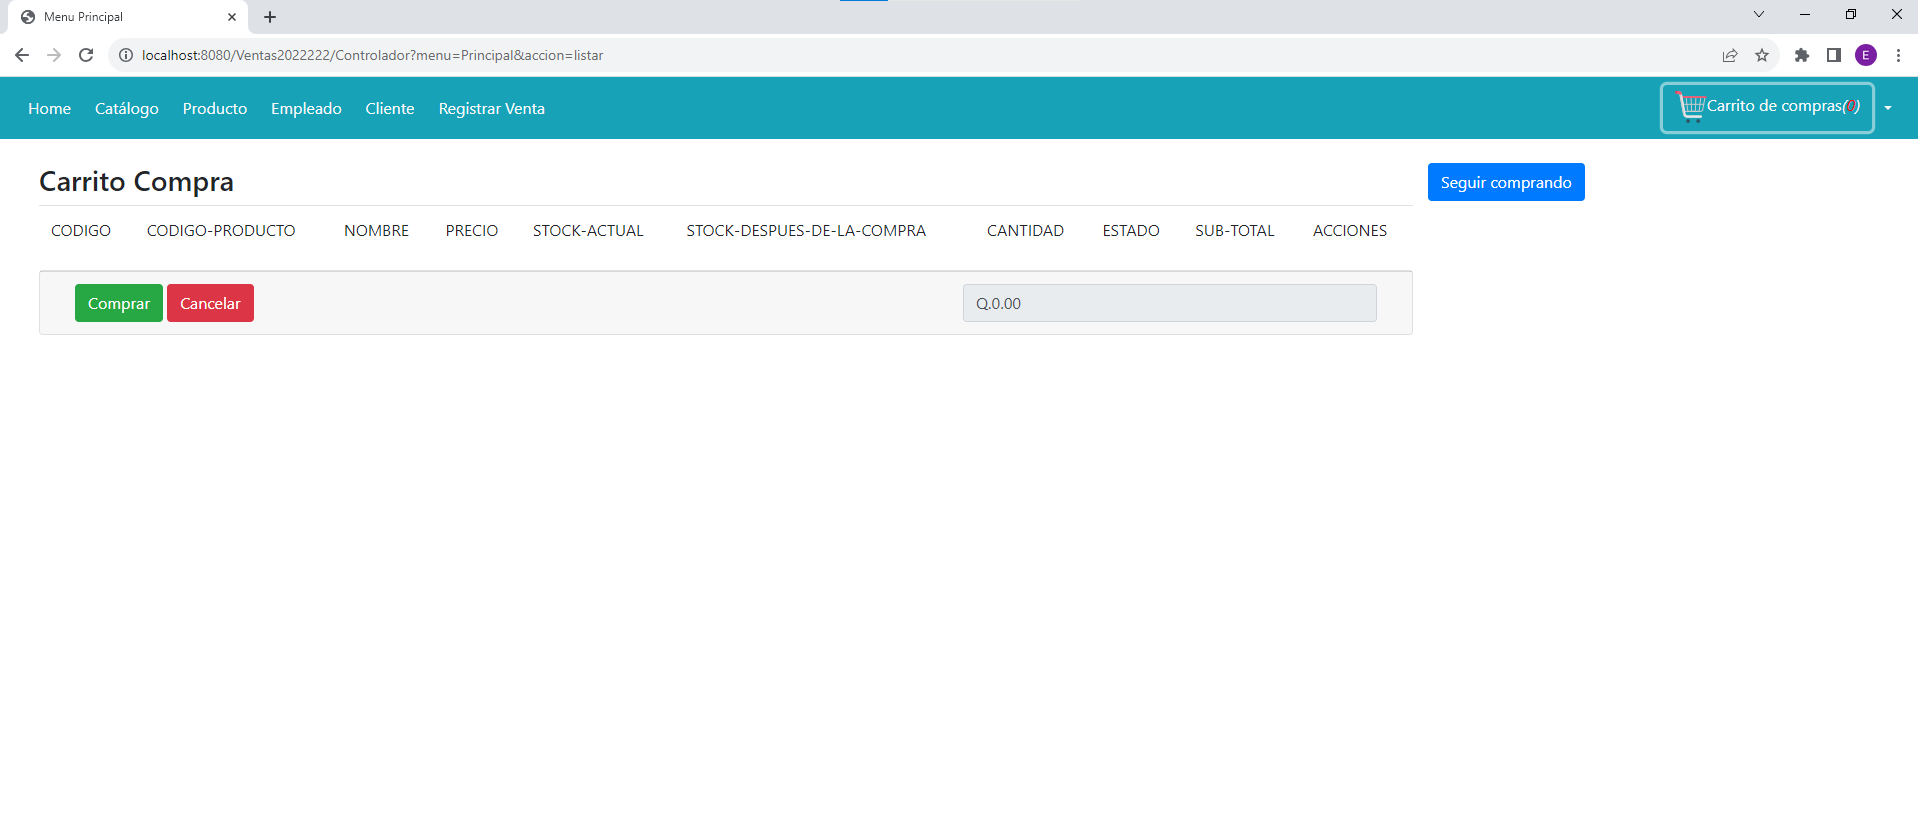 Menu Principal
localhost:8080/Ventas2022222/Controlador?menu=Principal&accion=listar
E
Home Catálogo Producto Empleado Cliente Registrar Venta Carrito de compras(0)
Carrito Compra Seguir comprando
CODIGO CODIGO-PRODUCTO NOMBRE PRECIO STOCK-ACTUAL STOCK-DESPUES-DE-LA-COMPRA CANTIDAD ESTADO SUB-TOTAL ACCIONES
Comprar Cancelar Q.0.00